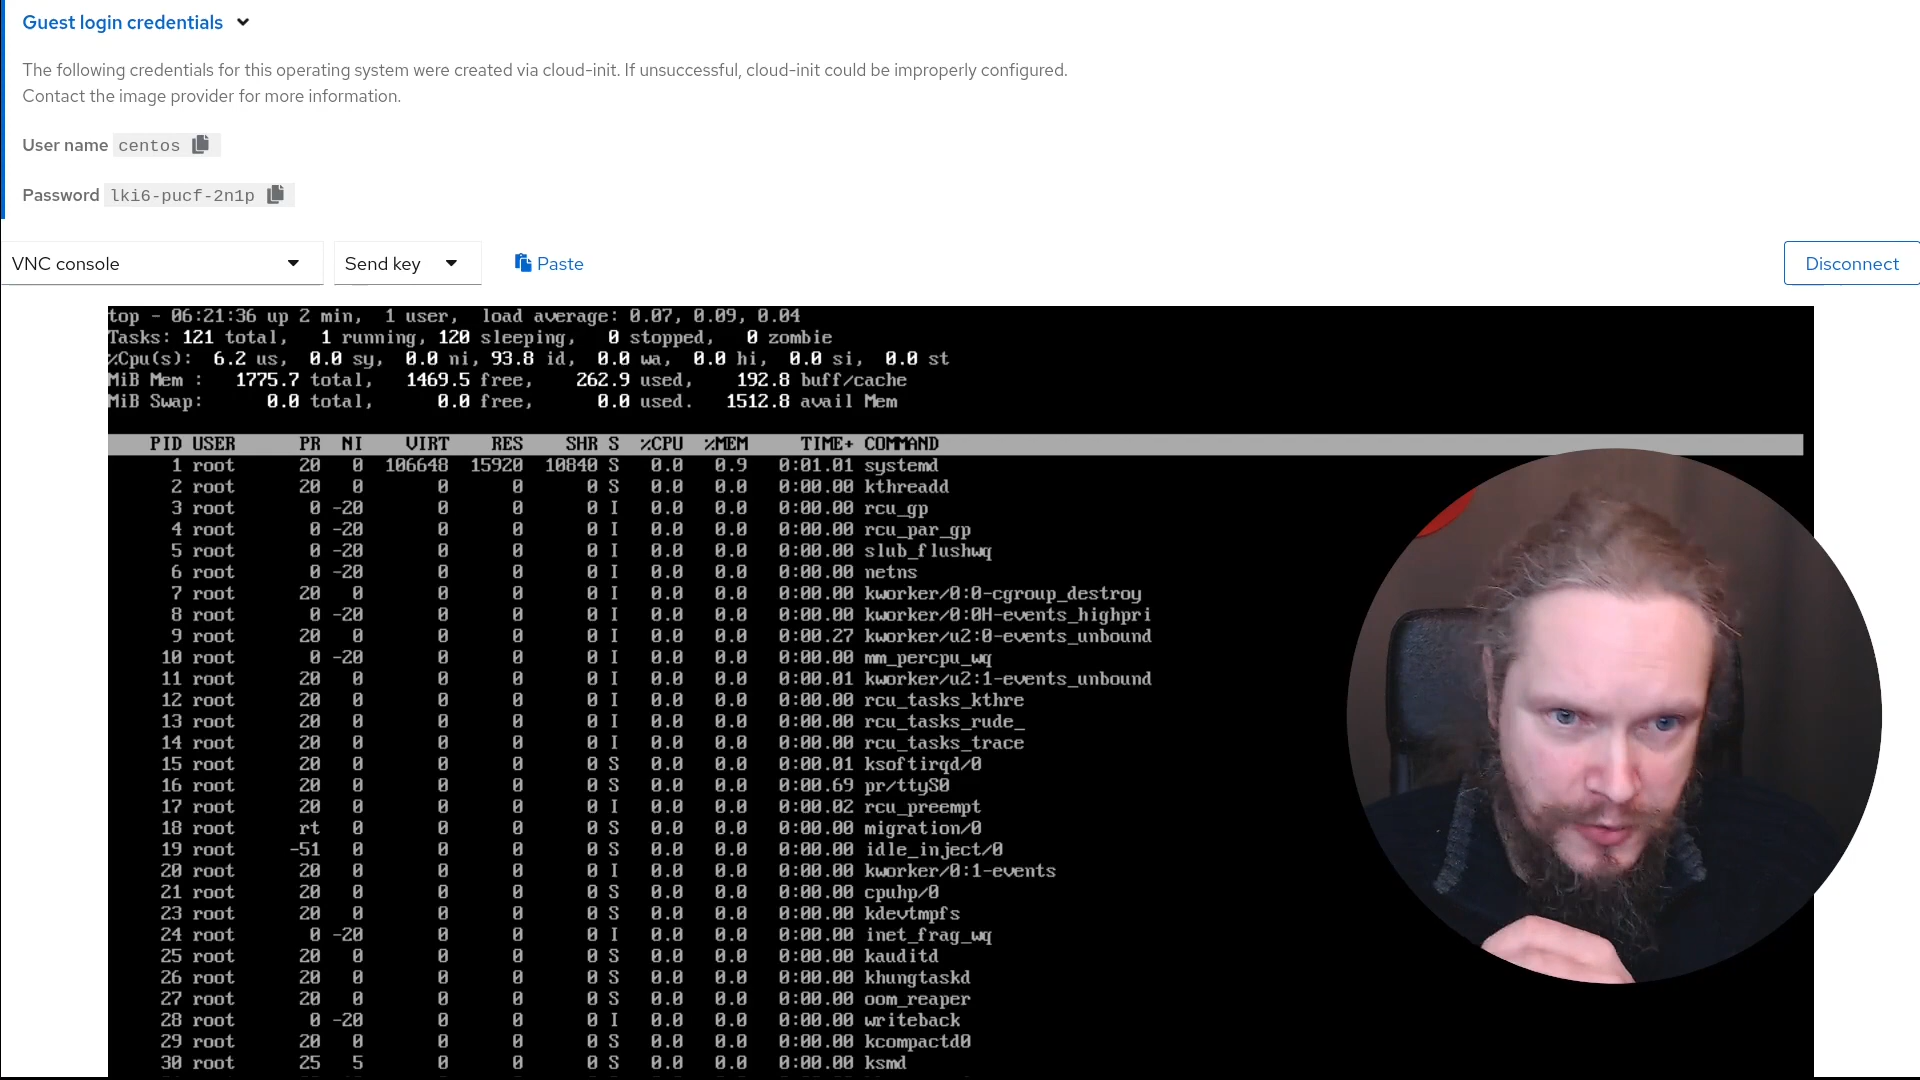 Guest login credentials
The following credentials for this operating system were created via cloud-init. If unsuccessful, cloud-init could be improperly configured.
Contact the image provider for more information.
User name centos
Password lki6-pucf-2n1p
VNC console Send key Paste Disconnect
top - 06:21:36 up 2 min,  1 user,  load average: 0.07, 0.09, 0.04
Tasks: 121 total,   1 running, 120 sleeping,   0 stopped,   0 zombie
%Cpu(s):  6.2 us,  0.0 sy,  0.0 ni, 93.8 id,  0.0 wa,  0.0 hi,  0.0 si,  0.0 st
MiB Mem :   1775.7 total,   1469.5 free,    262.9 used,    192.8 buff/cache
MiB Swap:      0.0 total,      0.0 free,      0.0 used.   1512.8 avail Mem
PID USER PR NI VIRT RES SHR S %CPU %MEM TIME+ COMMAND
1 root 20 0 106648 15920 10840 S 0.0 0.9 0:01.01 systemd
2 root 20 0 0 0 0 S 0.0 0.0 0:00.00 kthreadd
3 root 0 -20 0 0 0 I 0.0 0.0 0:00.00 rcu_gp
4 root 0 -20 0 0 0 I 0.0 0.0 0:00.00 rcu_par_gp
5 root 0 -20 0 0 0 I 0.0 0.0 0:00.00 slub_flushwq
6 root 0 -20 0 0 0 I 0.0 0.0 0:00.00 netns
7 root 20 0 0 0 0 I 0.0 0.0 0:00.00 kworker/0:0-cgroup_destroy
8 root 0 -20 0 0 0 I 0.0 0.0 0:00.00 kworker/0:0H-events_highpri
9 root 20 0 0 0 0 I 0.0 0.0 0:00.27 kworker/u2:0-events_unbound
10 root 0 -20 0 0 0 I 0.0 0.0 0:00.00 mm_percpu_wq
11 root 20 0 0 0 0 I 0.0 0.0 0:00.01 kworker/u2:1-events_unbound
12 root 20 0 0 0 0 I 0.0 0.0 0:00.00 rcu_tasks_kthre
13 root 20 0 0 0 0 I 0.0 0.0 0:00.00 rcu_tasks_rude_
14 root 20 0 0 0 0 I 0.0 0.0 0:00.00 rcu_tasks_trace
15 root 20 0 0 0 0 S 0.0 0.0 0:00.01 ksoftirqd/0
16 root 20 0 0 0 0 S 0.0 0.0 0:00.69 pr/ttyS0
17 root 20 0 0 0 0 I 0.0 0.0 0:00.02 rcu_preempt
18 root rt 0 0 0 0 S 0.0 0.0 0:00.00 migration/0
19 root -51 0 0 0 0 S 0.0 0.0 0:00.00 idle_inject/0
20 root 20 0 0 0 0 I 0.0 0.0 0:00.00 kworker/0:1-events
21 root 20 0 0 0 0 S 0.0 0.0 0:00.00 cpuhp/0
23 root 20 0 0 0 0 S 0.0 0.0 0:00.00 kdevtmpfs
24 root 0 -20 0 0 0 I 0.0 0.0 0:00.00 inet_frag_wq
25 root 20 0 0 0 0 S 0.0 0.0 0:00.00 kauditd
26 root 20 0 0 0 0 S 0.0 0.0 0:00.00 khungtaskd
27 root 20 0 0 0 0 S 0.0 0.0 0:00.00 oom_reaper
28 root 0 -20 0 0 0 I 0.0 0.0 0:00.00 writeback
29 root 20 0 0 0 0 S 0.0 0.0 0:00.00 kcompactd0
30 root 25 5 0 0 0 S 0.0 0.0 0:00.00 ksmd